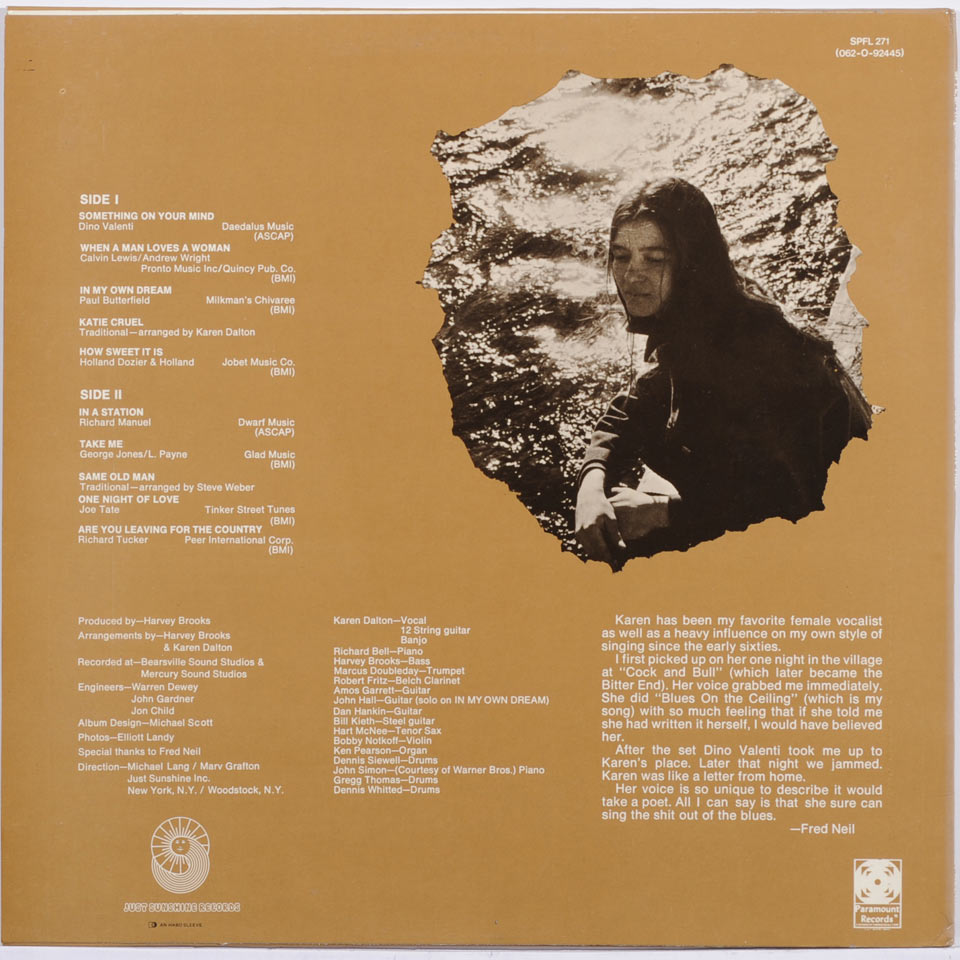 SPFL 271
(062-O-92445)
SIDE I
SOMETHING ON YOUR MIND
Dino Valenti Daedalus Music
(ASCAP)
WHEN A MAN LOVES A WOMAN
Calvin Lewis/Andrew Wright
Pronto Music Inc/Quincy Pub. Co.
(BMI)
IN MY OWN DREAM
Paul Butterfield Milkman's Chivaree
(BMI)
KATIE CRUEL
Traditional—arranged by Karen Dalton
HOW SWEET IT IS
Holland Dozier & Holland Jobet Music Co.
(BMI)
SIDE II
IN A STATION
Richard Manuel Dwarf Music
(ASCAP)
TAKE ME
George Jones/L. Payne Glad Music
(BMI)
SAME OLD MAN
Traditional—arranged by Steve Weber
ONE NIGHT OF LOVE
Joe Tate Tinker Street Tunes
(BMI)
ARE YOU LEAVING FOR THE COUNTRY
Richard Tucker Peer International Corp.
(BMI)
Produced by—Harvey Brooks
Arrangements by—Harvey Brooks
& Karen Dalton
Recorded at—Bearsville Sound Studios &
Mercury Sound Studios
Engineers—Warren Dewey
John Gardner
Jon Child
Album Design—Michael Scott
Photos—Elliott Landy
Special thanks to Fred Neil
Direction—Michael Lang / Marv Grafton
Just Sunshine Inc.
New York, N.Y. / Woodstock, N.Y.
JUST SUNSHINE RECORDS
AN HABO SLEEVE
Karen Dalton—Vocal
12 String guitar
Banjo
Richard Bell—Piano
Harvey Brooks—Bass
Marcus Doubleday—Trumpet
Robert Fritz—Belch Clarinet
Amos Garrett—Guitar
John Hall—Guitar (solo on IN MY OWN DREAM)
Dan Hankin—Guitar
Bill Kieth—Steel guitar
Hart McNee—Tenor Sax
Bobby Notkoff—Violin
Ken Pearson—Organ
Dennis Siewell—Drums
John Simon—(Courtesy of Warner Bros.) Piano
Gregg Thomas—Drums
Dennis Whitted—Drums
Karen has been my favorite female vocalist
as well as a heavy influence on my own style of
singing since the early sixties.
I first picked up on her one night in the village
at "Cock and Bull" (which later became the
Bitter End). Her voice grabbed me immediately.
She did "Blues On the Ceiling" (which is my
song) with so much feeling that if she told me
she had written it herself, I would have believed
her.
After the set Dino Valenti took me up to
Karen's place. Later that night we jammed.
Karen was like a letter from home.
Her voice is so unique to describe it would
take a poet. All I can say is that she sure can
sing the shit out of the blues.
—Fred Neil
Paramount
Records